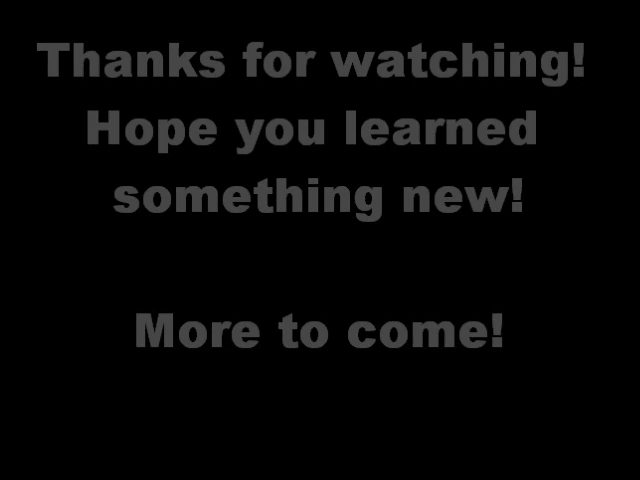 Thanks for watching!
Hope you learned
something new!
More to come!